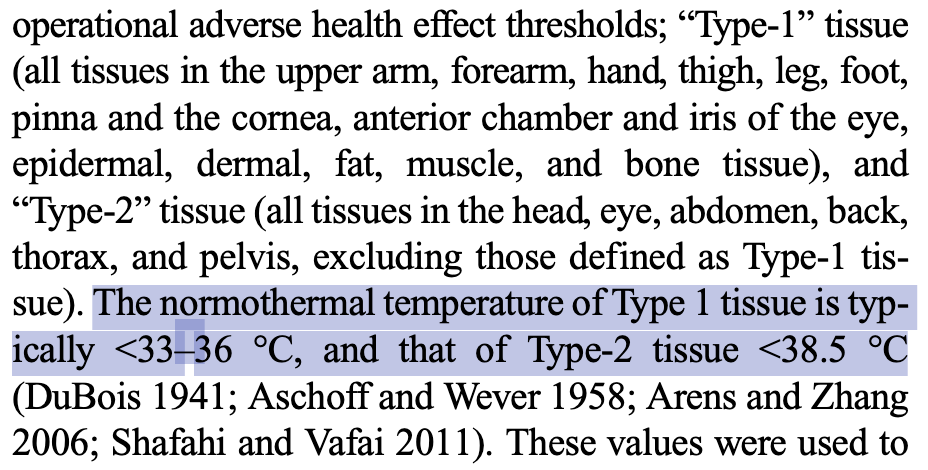 operational adverse health effect thresholds; “Type-1” tissue
(all tissues in the upper arm, forearm, hand, thigh, leg, foot,
pinna and the cornea, anterior chamber and iris of the eye,
epidermal, dermal, fat, muscle, and bone tissue), and
“Type-2” tissue (all tissues in the head, eye, abdomen, back,
thorax, and pelvis, excluding those defined as Type-1 tis-
sue). The normothermal temperature of Type 1 tissue is typ-
ically <33–36 °C, and that of Type-2 tissue <38.5 °C
(DuBois 1941; Aschoff and Wever 1958; Arens and Zhang
2006; Shafahi and Vafai 2011). These values were used to